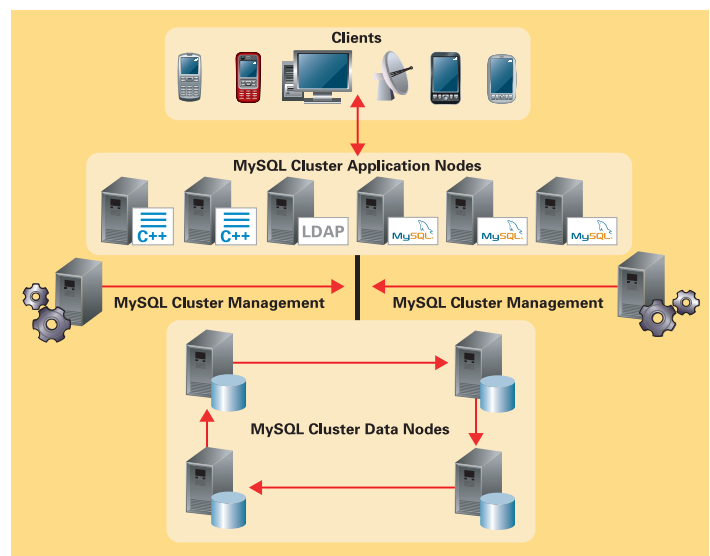 Clients
MySQL Cluster Application Nodes
C++
C++
LDAP
MySQL
MySQL
MySQL
MySQL Cluster Management
MySQL Cluster Management
MySQL Cluster Data Nodes